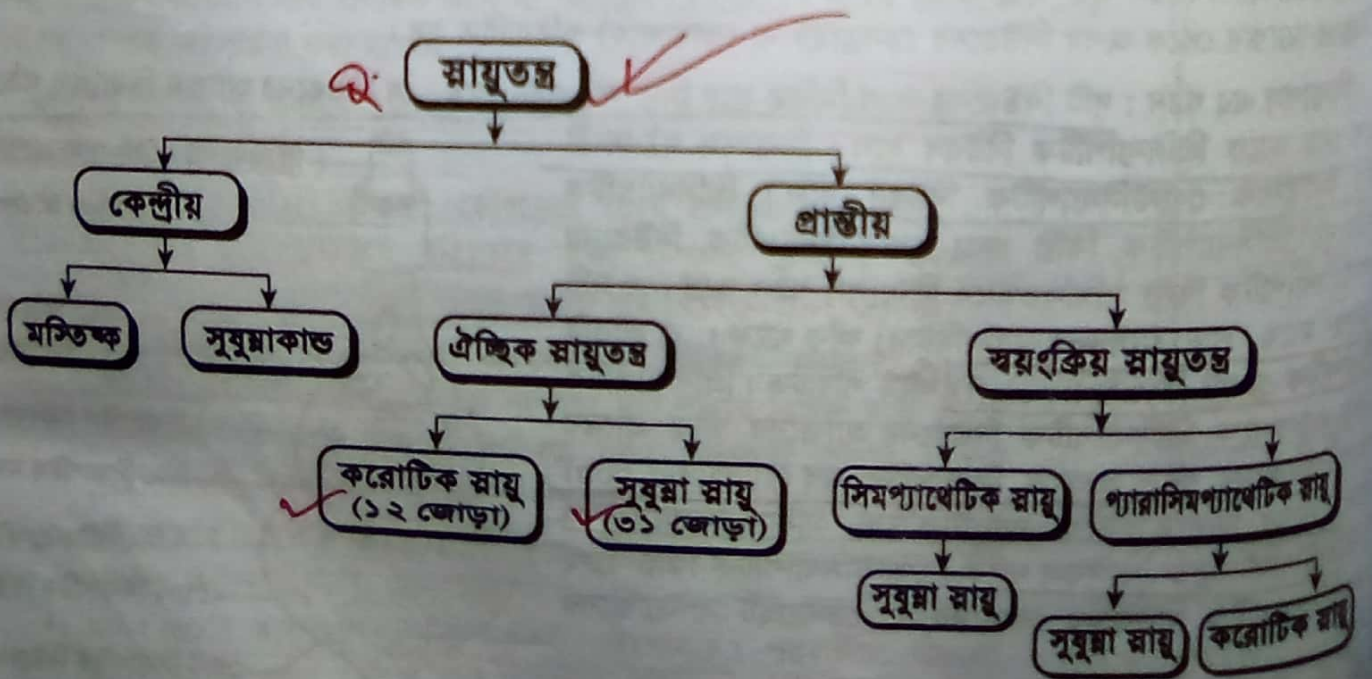 Q:
স্নায়ুতন্ত্র
কেন্দ্রীয়
প্রান্তীয়
মস্তিষ্ক
সুষুম্নাকান্ড
ঐচ্ছিক স্নায়ুতন্ত্র
স্বয়ংক্রিয় স্নায়ুতন্ত্র
করোটিক স্নায়ু
(১২ জোড়া)
সুষুম্না স্নায়ু
(৩১ জোড়া)
সিমপ্যাথেটিক স্নায়ু
প্যারাসিমপ্যাথেটিক স্নায়ু
সুষুম্না স্নায়ু
সুষুম্না স্নায়ু
করোটিক স্নায়ু